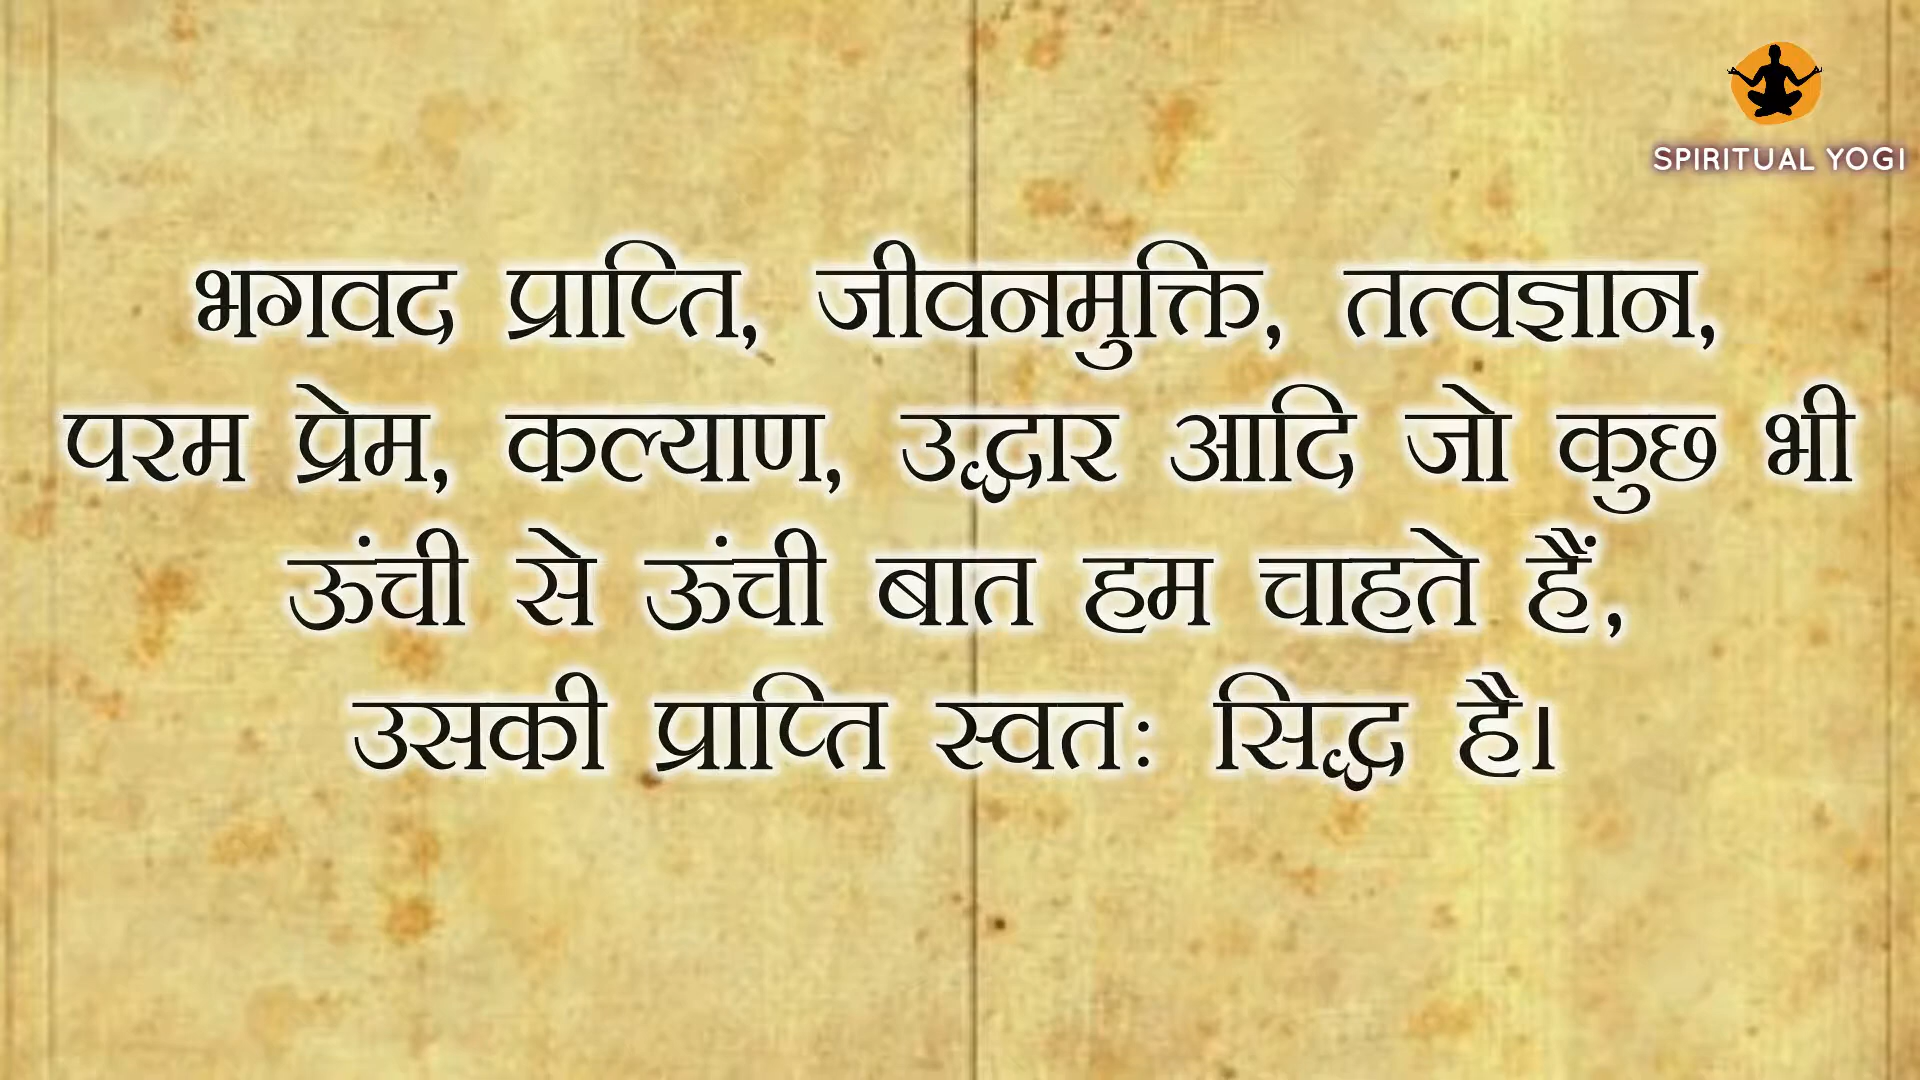 SPIRITUAL YOGI
भगवद प्राप्ति, जीवनमुक्ति, तत्वज्ञान,
परम प्रेम, कल्याण, उद्धार आदि जो कुछ भी
ऊंची से ऊंची बात हम चाहते हैं,
उसकी प्राप्ति स्वतः सिद्ध है।